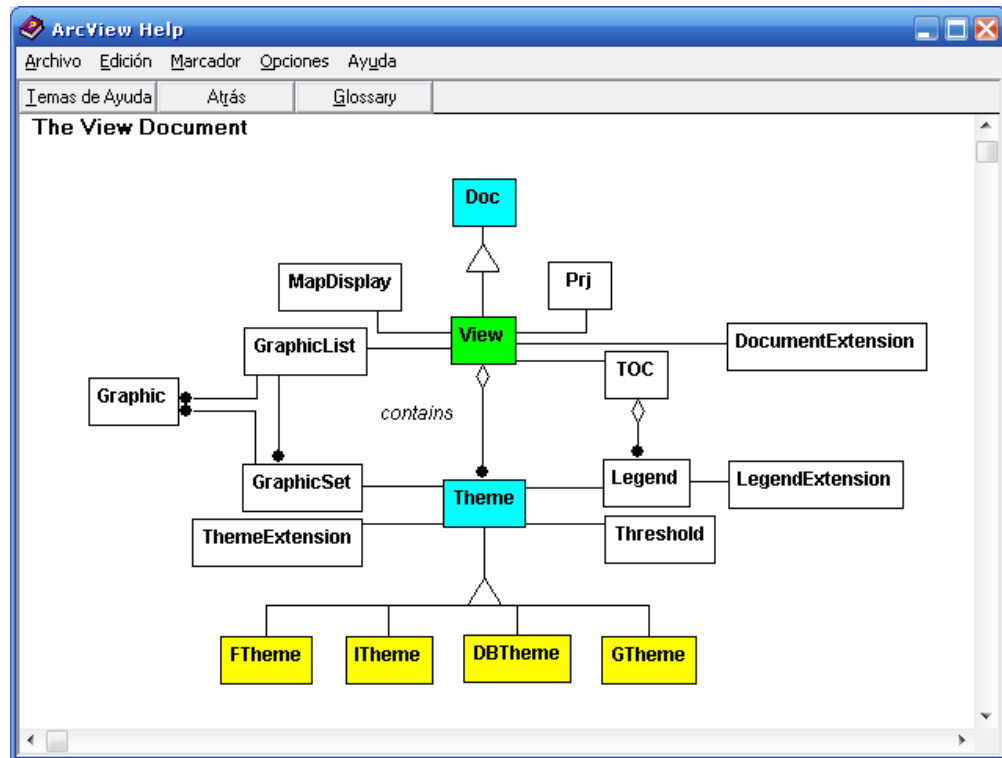 ArcView Help
Archivo Edición Marcador Opciones Ayuda
Temas de Ayuda Atrás Glossary
The View Document
Doc
MapDisplay
Prj
View
GraphicList
DocumentExtension
TOC
Graphic
contains
GraphicSet
Theme
Legend
LegendExtension
ThemeExtension
Threshold
FTheme
ITheme
DBTheme
GTheme